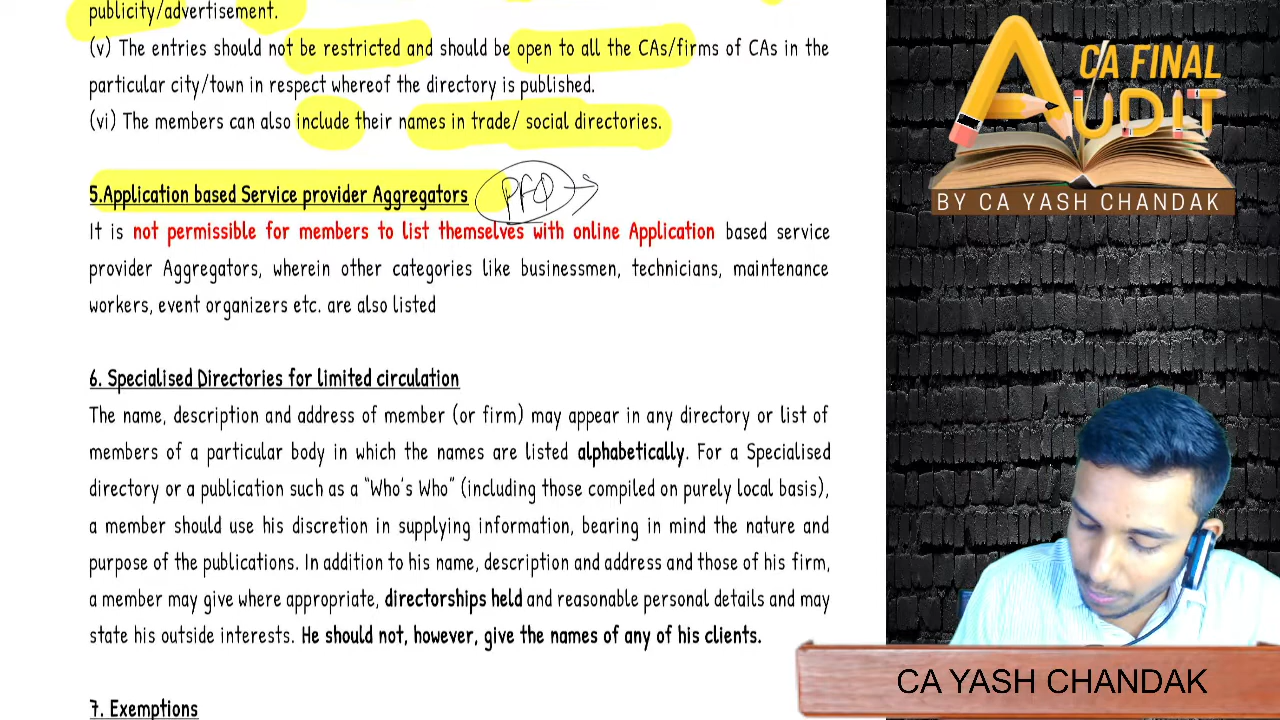 publicity/advertisement.
(v) The entries should not be restricted and should be open to all the CAs/firms of CAs in the
particular city/town in respect whereof the directory is published.
(vi) The members can also include their names in trade/ social directories.
5.Application based Service provider Aggregators
It is not permissible for members to list themselves with online Application based service
provider Aggregators, wherein other categories like businessmen, technicians, maintenance
workers, event organizers etc. are also listed
6. Specialised Directories for limited circulation
The name, description and address of member (or firm) may appear in any directory or list of
members of a particular body in which the names are listed alphabetically. For a Specialised
directory or a publication such as a “Who’s Who” (including those compiled on purely local basis),
a member should use his discretion in supplying information, bearing in mind the nature and
purpose of the publications. In addition to his name, description and address and those of his firm,
a member may give where appropriate, directorships held and reasonable personal details and may
state his outside interests. He should not, however, give the names of any of his clients.
7. Exemptions
CA FINAL
AUDIT
BY CA YASH CHANDAK
CA YASH CHANDAK